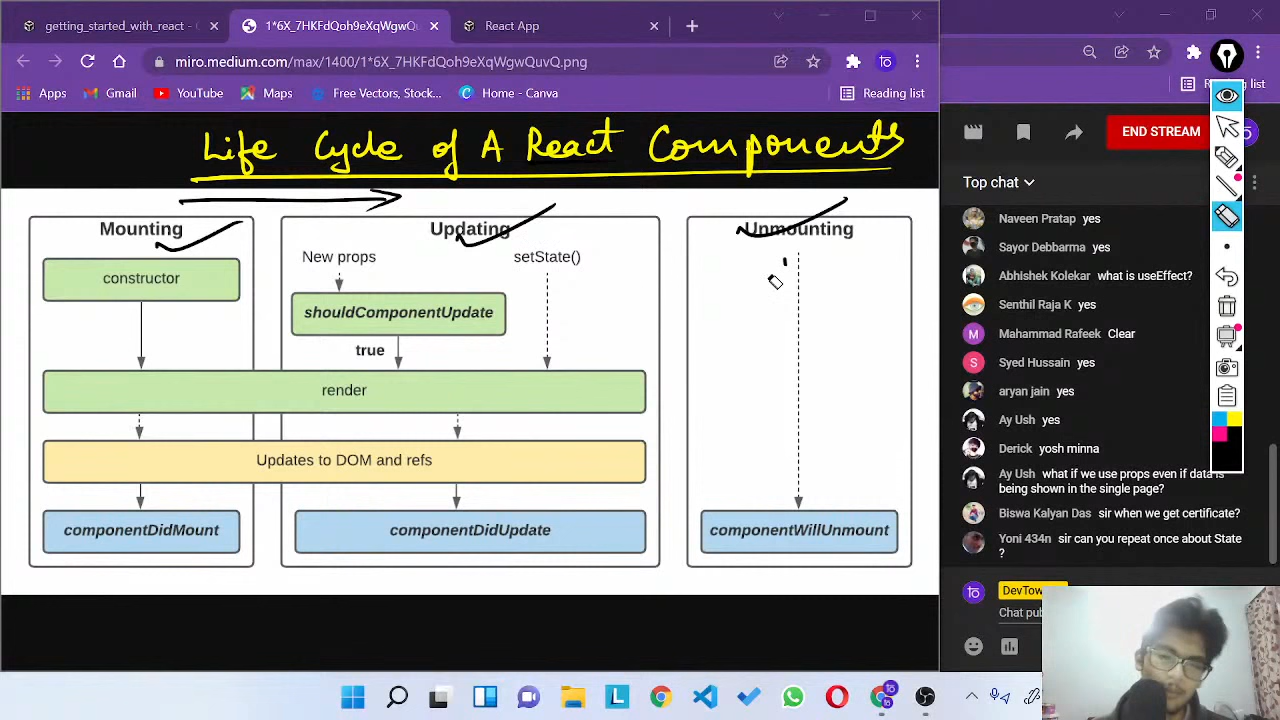 getting_started_with_react - (
1*6X_7HKFdQoh9eXqWgwQu
React App
miro.medium.com/max/1400/1*6X_7HKFdQoh9eXqWgwQuvQ.png
Apps
Gmail
YouTube
Maps
Free Vectors, Stock...
Home - Canva
Reading list
Life Cycle of A React Components
Mounting
constructor
Updating
New props
setState()
shouldComponentUpdate
true
Unmounting
render
Updates to DOM and refs
componentDidMount
componentDidUpdate
componentWillUnmount
list
END STREAM
Top chat
Naveen Pratap yes
Sayor Debbarma yes
Abhishek Kolekar what is useEffect?
Senthil Raja K yes
Mahammad Rafeek Clear
Syed Hussain yes
aryan jain yes
Ay Ush yes
Derick yosh minna
Ay Ush what if we use props even if data is
being shown in the single page?
Biswa Kalyan Das sir when we get certificate?
Yoni 434n sir can you repeat once about State
?
DevTow
Chat pu